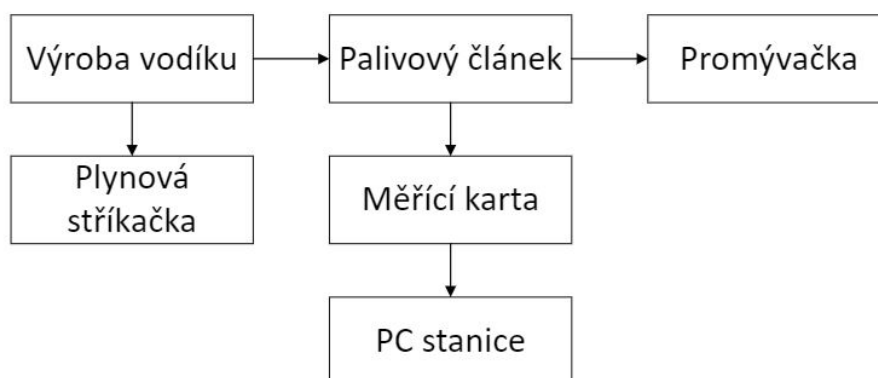 Výroba vodíku
Palivový článek
Promývačka
Plynová
stříkačka
Měřící karta
PC stanice